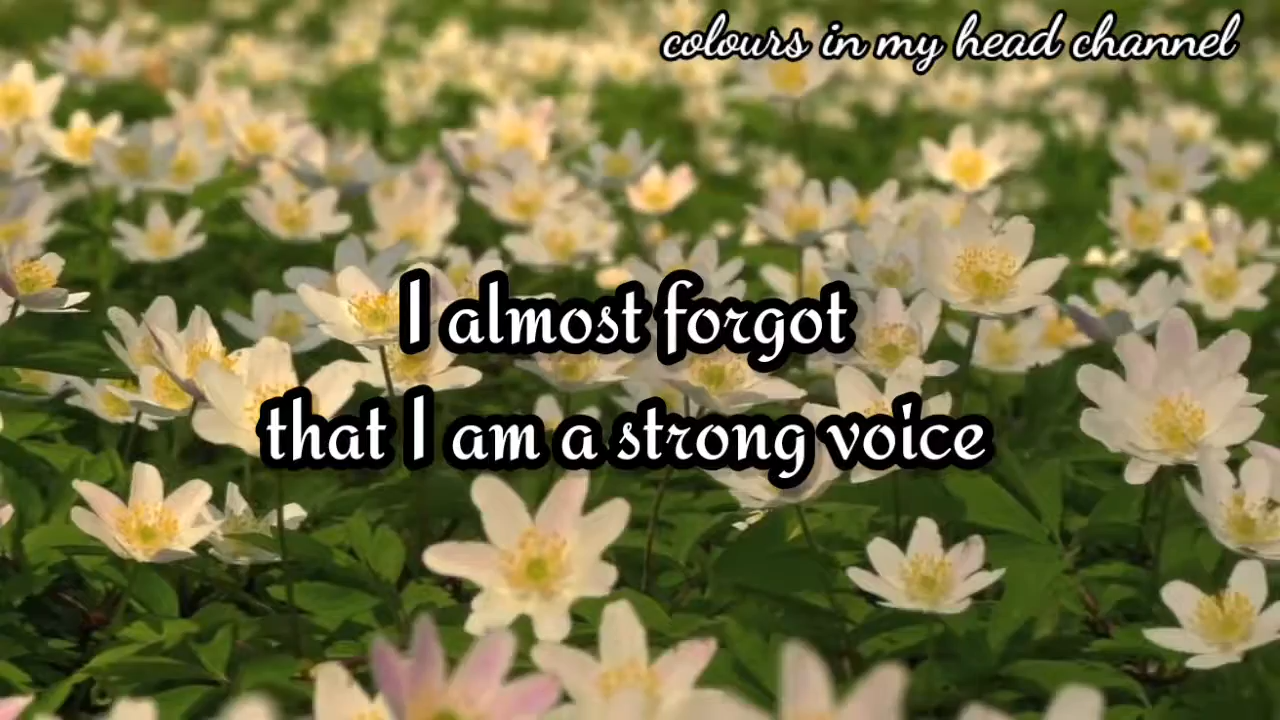 colours in my head channel
I almost forgot
that I am a strong voice